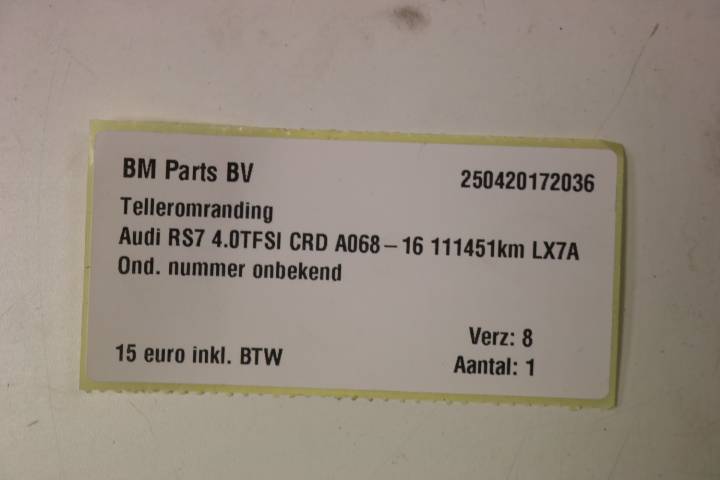 BM Parts BV 250420172036
Telleromranding
Audi RS7 4.0TFSI CRD A068-16 111451km LX7A
Ond. nummer onbekend
Verz: 8
15 euro inkl. BTW Aantal: 1